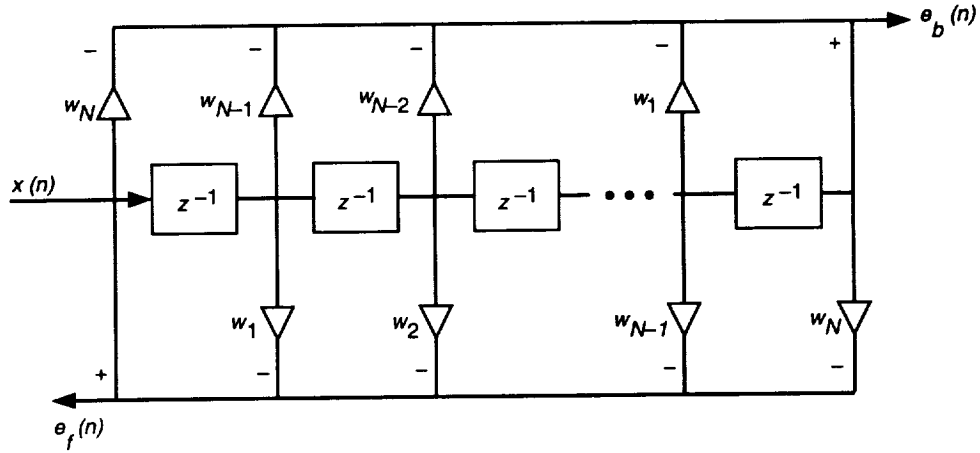 e_b(n)
− − − − +
w_N w_{N–1} w_{N–2} w_1
x(n) z⁻¹ z⁻¹ z⁻¹ • • • z⁻¹
w_1 w_2 w_{N–1} w_N
+ − − − −
e_f(n)